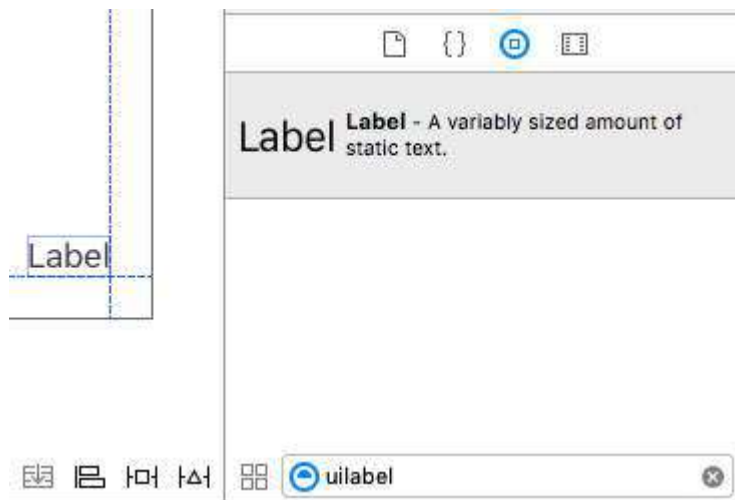 {}
Label
Label - A variably sized amount of
static text.
Label
uilabel